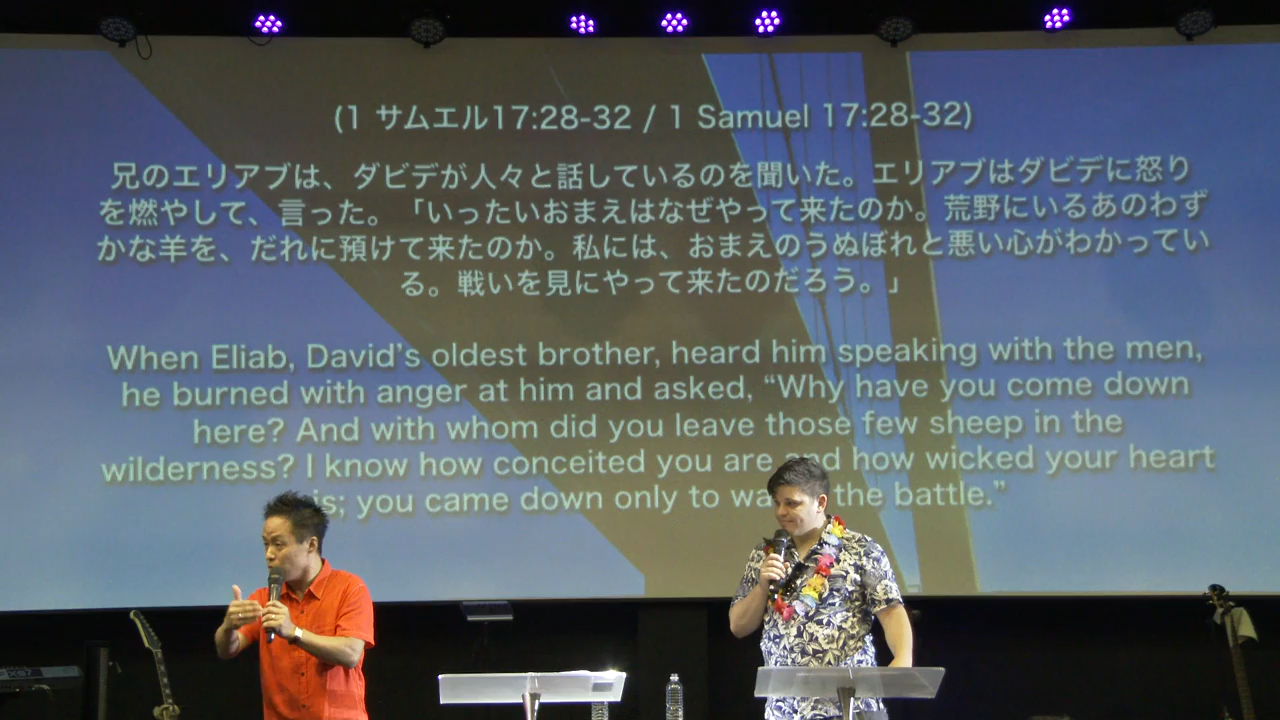 (1 サムエル17:28-32 / 1 Samuel 17:28-32)
兄のエリアブは、ダビデが人々と話しているのを聞いた。エリアブはダビデに怒り
を燃やして、言った。「いったいおまえはなぜやって来たのか。荒野にいるあのわず
かな羊を、だれに預けて来たのか。私には、おまえのうぬぼれと悪い心がわかってい
る。戦いを見にやって来たのだろう。」
When Eliab, David’s oldest brother, heard him speaking with the men,
he burned with anger at him and asked, “Why have you come down
here? And with whom did you leave those few sheep in the
wilderness? I know how conceited you are and how wicked your heart
is; you came down only to the battle.”